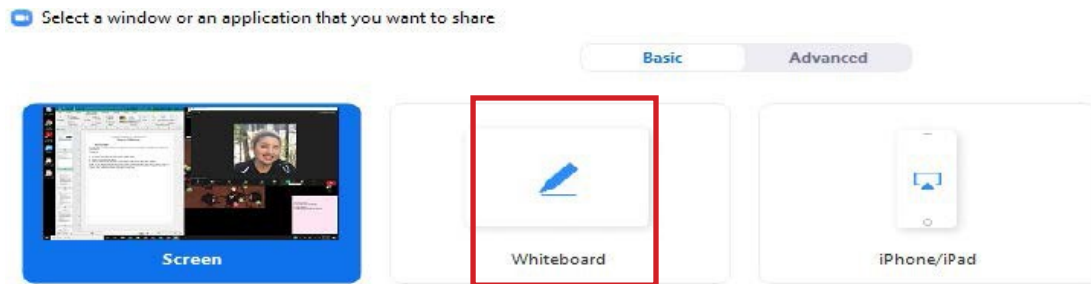 Select a window or an application that you want to share
Basic Advanced
Screen Whiteboard iPhone/iPad